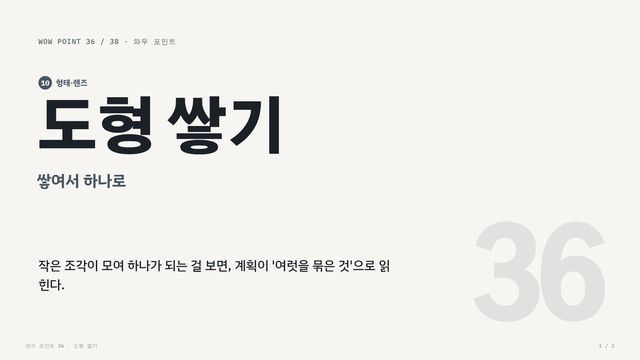 WOW POINT 36 / 38 · 와우 포인트
10 형태·렌즈
도형 쌓기
쌓여서 하나로
작은 조각이 모여 하나가 되는 걸 보면, 계획이 '여럿을 묶은 것'으로 읽
힌다.
36
와우 포인트 36 · 도형 쌓기
1 / 3